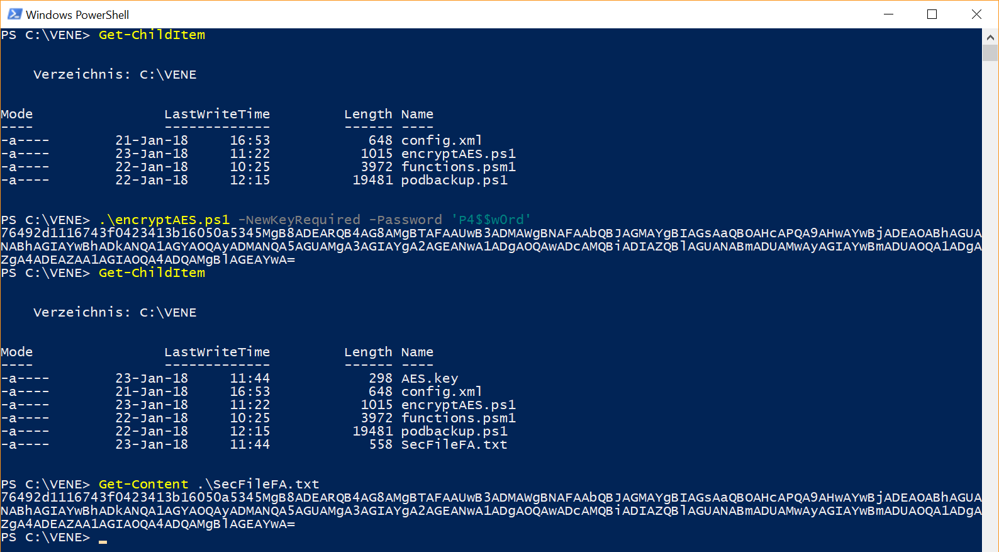 Windows PowerShell
PS C:\VENE> Get-ChildItem
Verzeichnis: C:\VENE
Mode LastWriteTime Length Name
---- ------------- ------ ----
-a---- 21-Jan-18 16:53 648 config.xml
-a---- 23-Jan-18 11:22 1015 encryptAES.ps1
-a---- 22-Jan-18 10:25 3972 functions.psm1
-a---- 22-Jan-18 12:15 19481 podbackup.ps1
PS C:\VENE> .\encryptAES.ps1 -NewKeyRequired -Password 'P4$$w0rd'
76492d1116743f0423413b16050a5345MgB8ADEARQB4AG8AMgBTAFAAUwB3ADMAWgBNAFAAbQBJAGMAYgBIAGsAaQBOAHcAPQA9AHwAYwBjADEAOABhAGUA
NABhAGIAYwBhADkANQA1AGYAOQAyADMANQA5AGUAMgA3AGIAYgA2AGEANwA1ADgAOQAwADcAMQBiADIAZQBlAGUANABmADUAMwAyAGIAYwBmADUAOQA1ADgA
ZgA4ADEAZAA1AGIAOQA4ADQAMgBlAGEAYwA=
PS C:\VENE> Get-ChildItem
Verzeichnis: C:\VENE
Mode LastWriteTime Length Name
---- ------------- ------ ----
-a---- 23-Jan-18 11:44 298 AES.key
-a---- 21-Jan-18 16:53 648 config.xml
-a---- 23-Jan-18 11:22 1015 encryptAES.ps1
-a---- 22-Jan-18 10:25 3972 functions.psm1
-a---- 22-Jan-18 12:15 19481 podbackup.ps1
-a---- 23-Jan-18 11:44 558 SecFileFA.txt
PS C:\VENE> Get-Content .\SecFileFA.txt
76492d1116743f0423413b16050a5345MgB8ADEARQB4AG8AMgBTAFAAUwB3ADMAWgBNAFAAbQBJAGMAYgBIAGsAaQBOAHcAPQA9AHwAYwBjADEAOABhAGUA
NABhAGIAYwBhADkANQA1AGYAOQAyADMANQA5AGUAMgA3AGIAYgA2AGEANwA1ADgAOQAwADcAMQBiADIAZQBlAGUANABmADUAMwAyAGIAYwBmADUAOQA1ADgA
ZgA4ADEAZAA1AGIAOQA4ADQAMgBlAGEAYwA=
PS C:\VENE>